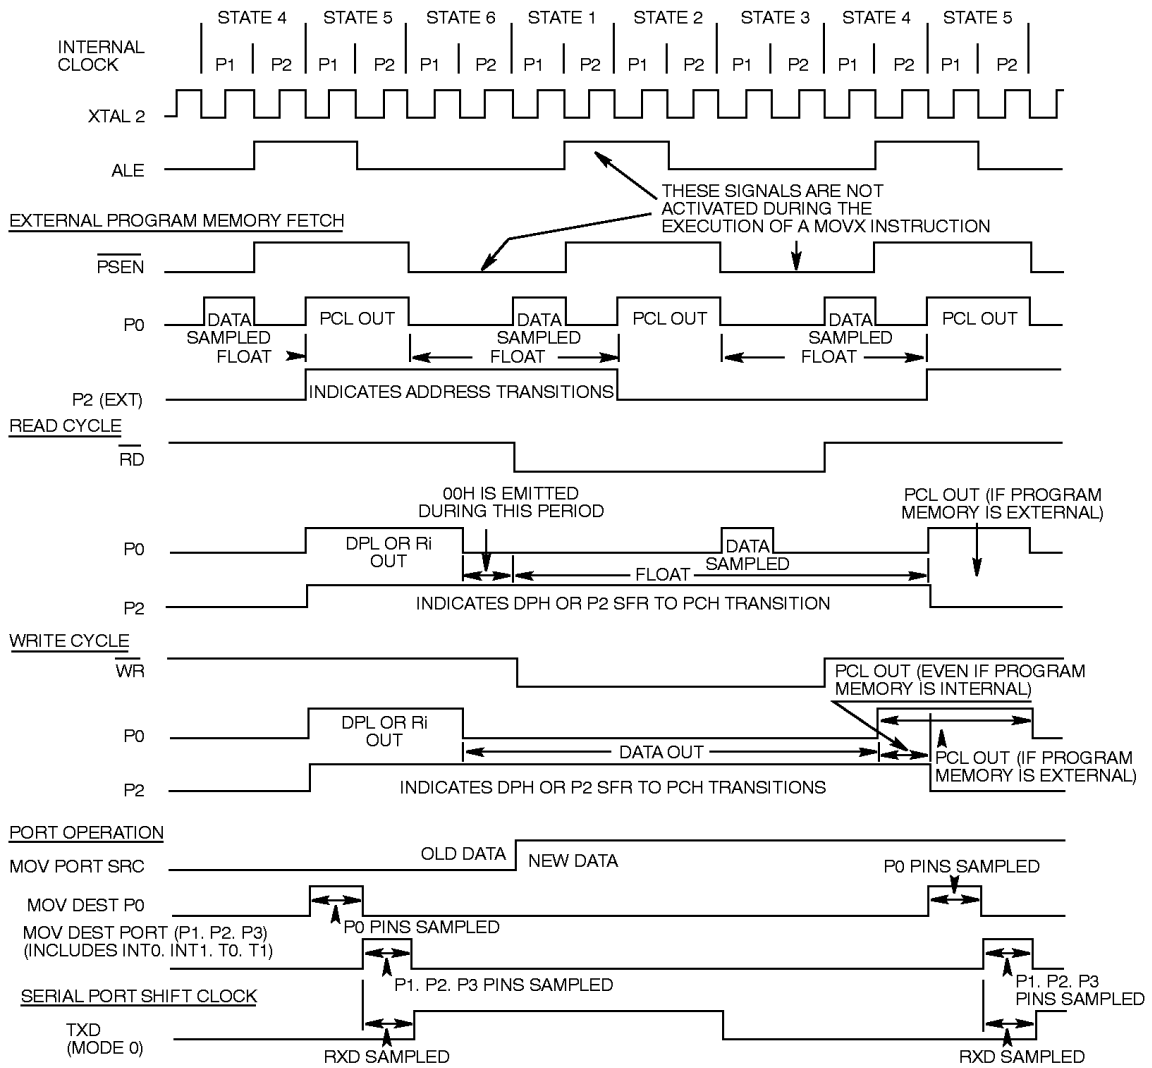 STATE 4 STATE 5 STATE 6 STATE 1 STATE 2 STATE 3 STATE 4 STATE 5
INTERNAL
CLOCK
P1 P2 P1 P2 P1 P2 P1 P2 P1 P2 P1 P2 P1 P2 P1 P2
XTAL 2
ALE
THESE SIGNALS ARE NOT
ACTIVATED DURING THE
EXECUTION OF A MOVX INSTRUCTION
EXTERNAL PROGRAM MEMORY FETCH
PSEN
P0
DATA PCL OUT DATA PCL OUT DATA PCL OUT
SAMPLED SAMPLED SAMPLED
FLOAT FLOAT FLOAT
P2 (EXT)
INDICATES ADDRESS TRANSITIONS
READ CYCLE
RD
00H IS EMITTED
DURING THIS PERIOD
PCL OUT (IF PROGRAM
MEMORY IS EXTERNAL)
P0
DPL OR Ri
OUT
DATA
SAMPLED
FLOAT
P2
INDICATES DPH OR P2 SFR TO PCH TRANSITION
WRITE CYCLE
WR
PCL OUT (EVEN IF PROGRAM
MEMORY IS INTERNAL)
P0
DPL OR Ri
OUT
DATA OUT
PCL OUT (IF PROGRAM
MEMORY IS EXTERNAL)
P2
INDICATES DPH OR P2 SFR TO PCH TRANSITIONS
PORT OPERATION
MOV PORT SRC
OLD DATA NEW DATA
P0 PINS SAMPLED
MOV DEST P0
P0 PINS SAMPLED
MOV DEST PORT (P1. P2. P3)
(INCLUDES INT0. INT1. T0. T1)
P1. P2. P3 PINS SAMPLED
P1. P2. P3
PINS SAMPLED
SERIAL PORT SHIFT CLOCK
TXD
(MODE 0)
RXD SAMPLED RXD SAMPLED